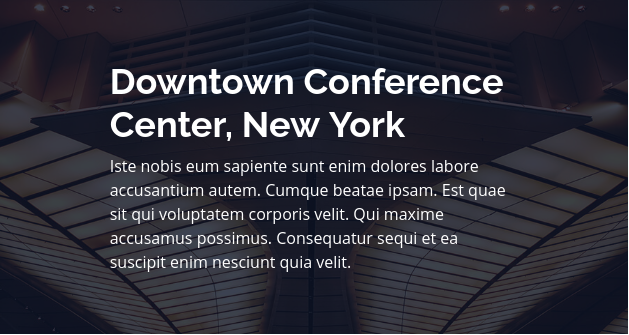 Downtown Conference
Center, New York
Iste nobis eum sapiente sunt enim dolores labore
accusantium autem. Cumque beatae ipsam. Est quae
sit qui voluptatem corporis velit. Qui maxime
accusamus possimus. Consequatur sequi et ea
suscipit enim nesciunt quia velit.